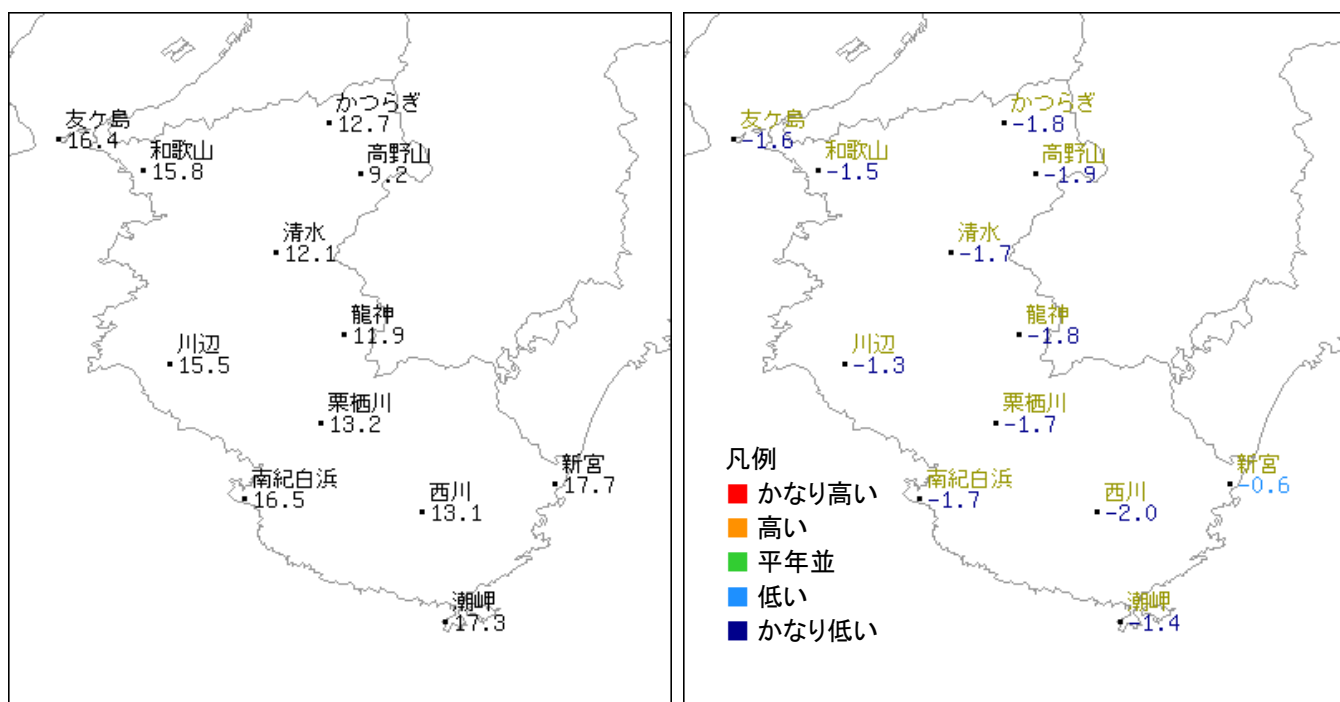 かつらぎ
12.7
友ケ島
16.4
和歌山
15.8
高野山
9.2
清水
12.1
龍神
11.9
川辺
15.5
栗栖川
13.2
新宮
17.7
南紀白浜
16.5
西川
13.1
潮岬
17.3
かつらぎ
-1.8
友ケ島
-1.6
和歌山
-1.5
高野山
-1.9
清水
-1.7
龍神
-1.8
川辺
-1.3
栗栖川
-1.7
新宮
-0.6
南紀白浜
-1.7
西川
-2.0
潮岬
-1.4
凡例
かなり高い
高い
平年並
低い
かなり低い